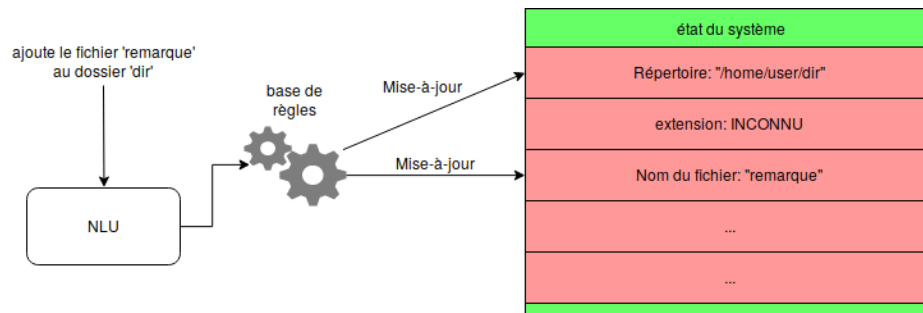 ajoute le fichier 'remarque'
au dossier 'dir'
NLU
base de
règles
Mise-à-jour
Mise-à-jour
état du système
Répertoire: "/home/user/dir"
extension: INCONNU
Nom du fichier: "remarque"
...
...